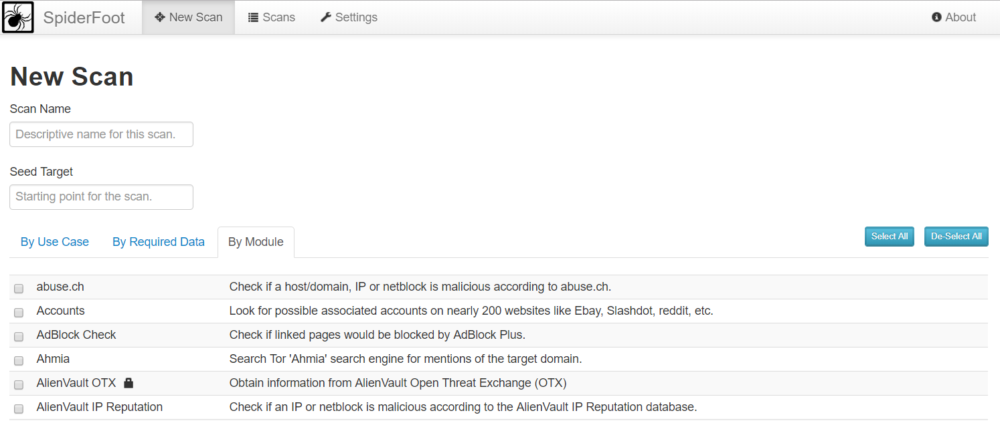 SpiderFoot New Scan Scans Settings About
New Scan
Scan Name
Descriptive name for this scan.
Seed Target
Starting point for the scan.
By Use Case By Required Data By Module Select All De-Select All
abuse.ch Check if a host/domain, IP or netblock is malicious according to abuse.ch.
Accounts Look for possible associated accounts on nearly 200 websites like Ebay, Slashdot, reddit, etc.
AdBlock Check Check if linked pages would be blocked by AdBlock Plus.
Ahmia Search Tor 'Ahmia' search engine for mentions of the target domain.
AlienVault OTX Obtain information from AlienVault Open Threat Exchange (OTX)
AlienVault IP Reputation Check if an IP or netblock is malicious according to the AlienVault IP Reputation database.